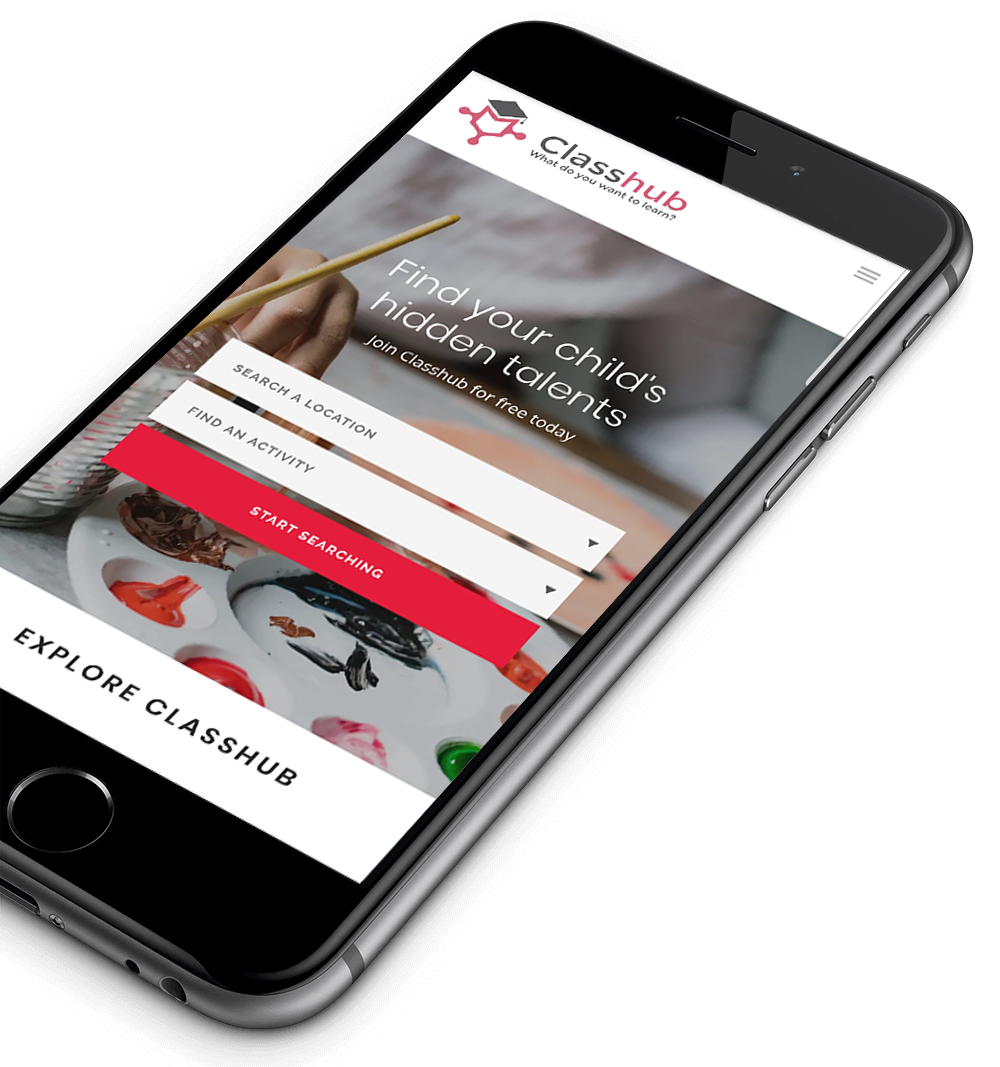 Classhub
What do you want to learn?
Find your child's
hidden talents
Join Classhub for free today
SEARCH A LOCATION
FIND AN ACTIVITY
START SEARCHING
EXPLORE CLASSHUB